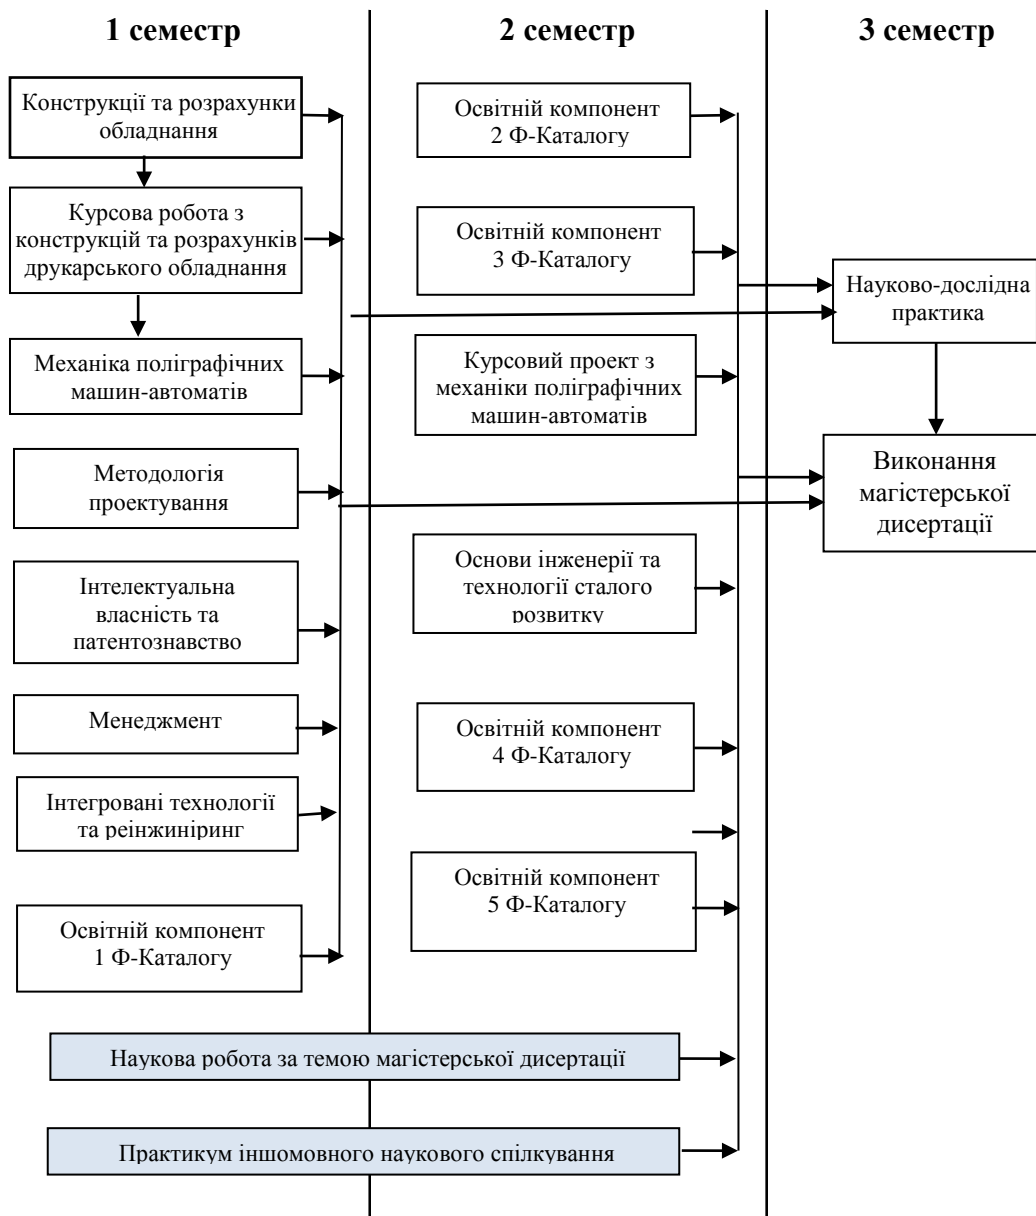 1 семестр
2 семестр
3 семестр
Конструкції та розрахунки
обладнання
Курсова робота з
конструкцій та розрахунків
друкарського обладнання
Механіка поліграфічних
машин-автоматів
Методологія
проектування
Інтелектуальна
власність та
патентознавство
Менеджмент
Інтегровані технології
та реінжиніринг
Освітній компонент
1 Ф-Каталогу
Освітній компонент
2 Ф-Каталогу
Освітній компонент
3 Ф-Каталогу
Курсовий проект з
механіки поліграфічних
машин-автоматів
Основи інженерії та
технології сталого
розвитку
Освітній компонент
4 Ф-Каталогу
Освітній компонент
5 Ф-Каталогу
Науково-дослідна
практика
Виконання
магістерської
дисертації
Наукова робота за темою магістерської дисертації
Практикум іншомовного наукового спілкування